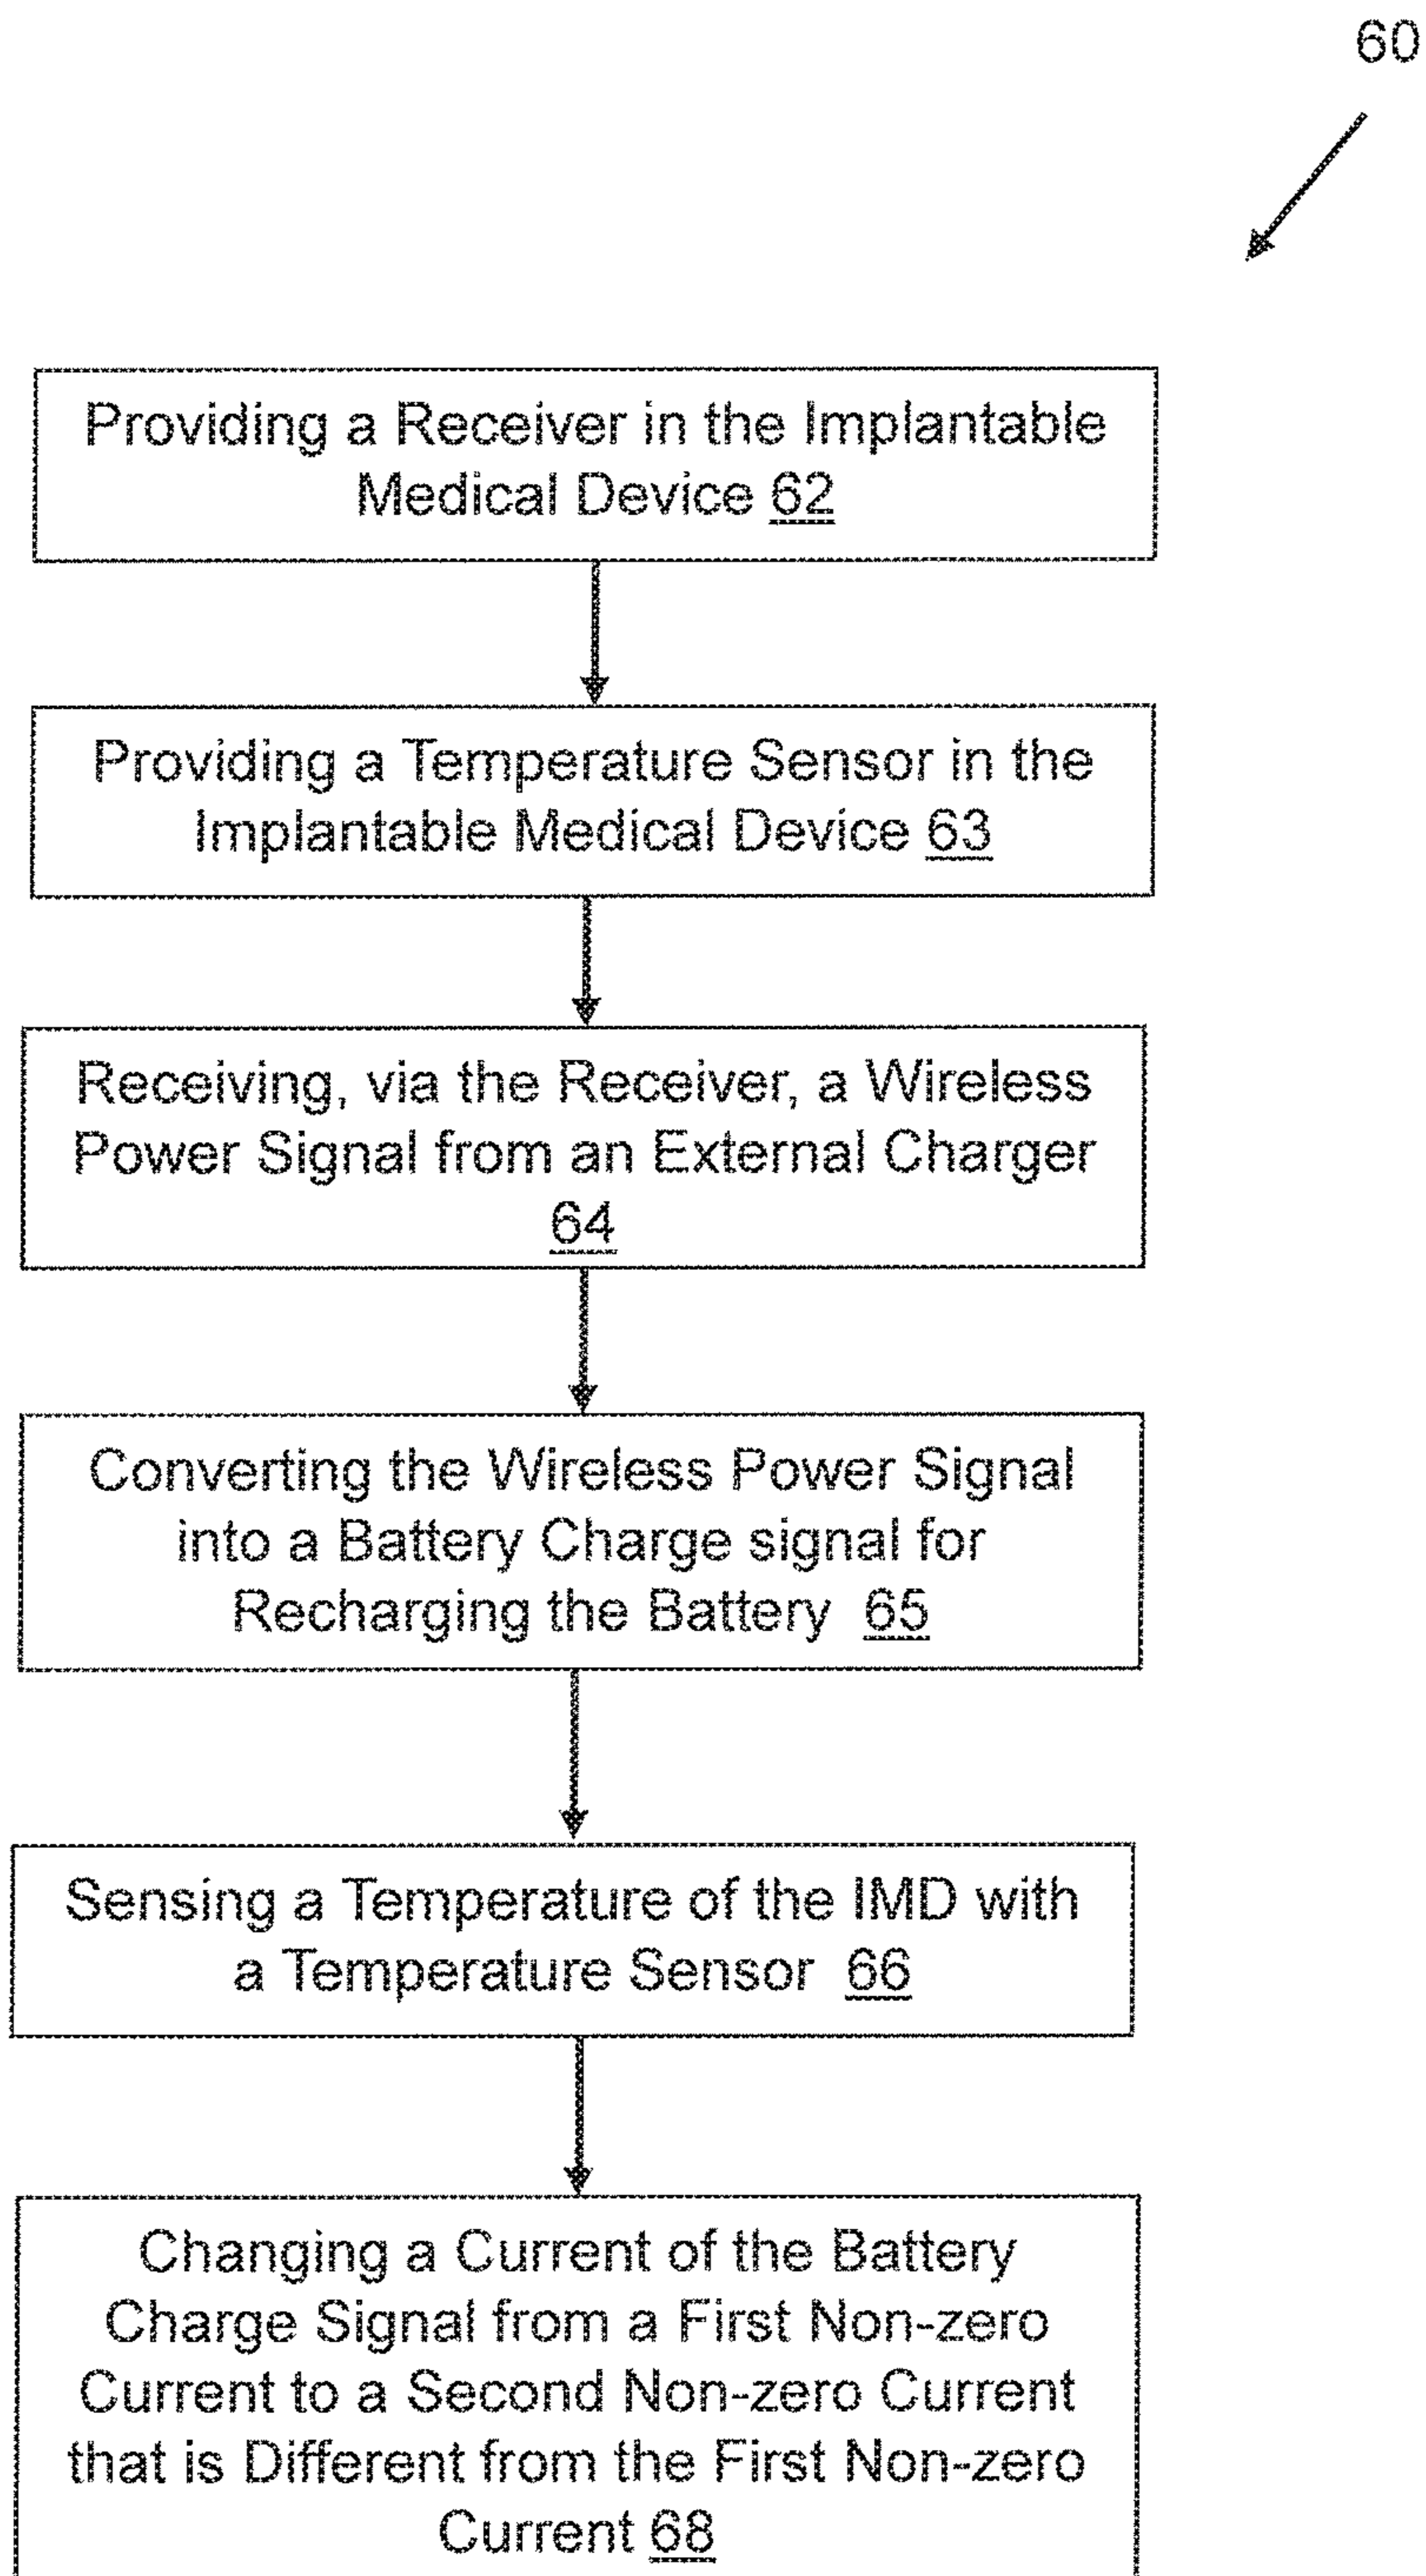 60
Providing a Receiver in the Implantable
Medical Device 62
Providing a Temperature Sensor in the
Implantable Medical Device 63
Receiving, via the Receiver, a Wireless
Power Signal from an External Charger
64
Converting the Wireless Power Signal
into a Battery Charge signal for
Recharging the Battery 65
Sensing a Temperature of the IMD with
a Temperature Sensor 66
Changing a Current of the Battery
Charge Signal from a First Non-zero
Current to a Second Non-zero Current
that is Different from the First Non-zero
Current 68